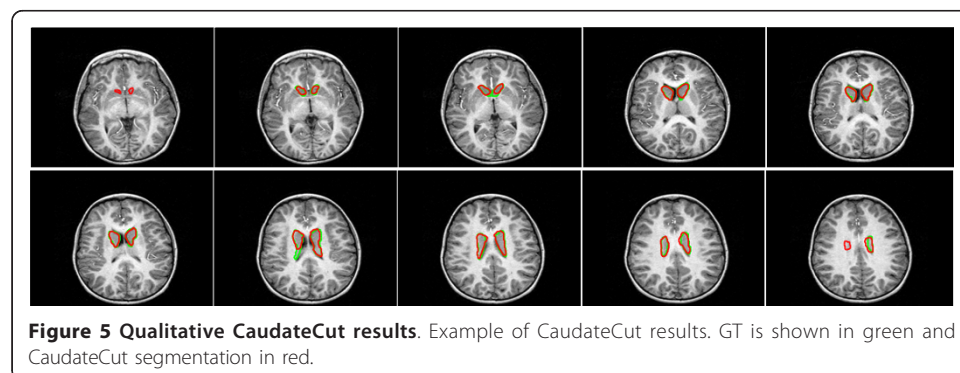 Figure 5 Qualitative CaudateCut results. Example of CaudateCut results. GT is shown in green and
CaudateCut segmentation in red.